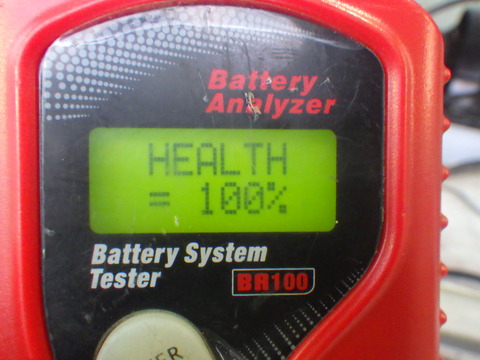 Battery
Analyzer
HEALTH
= 100%
Battery System
Tester
BR100